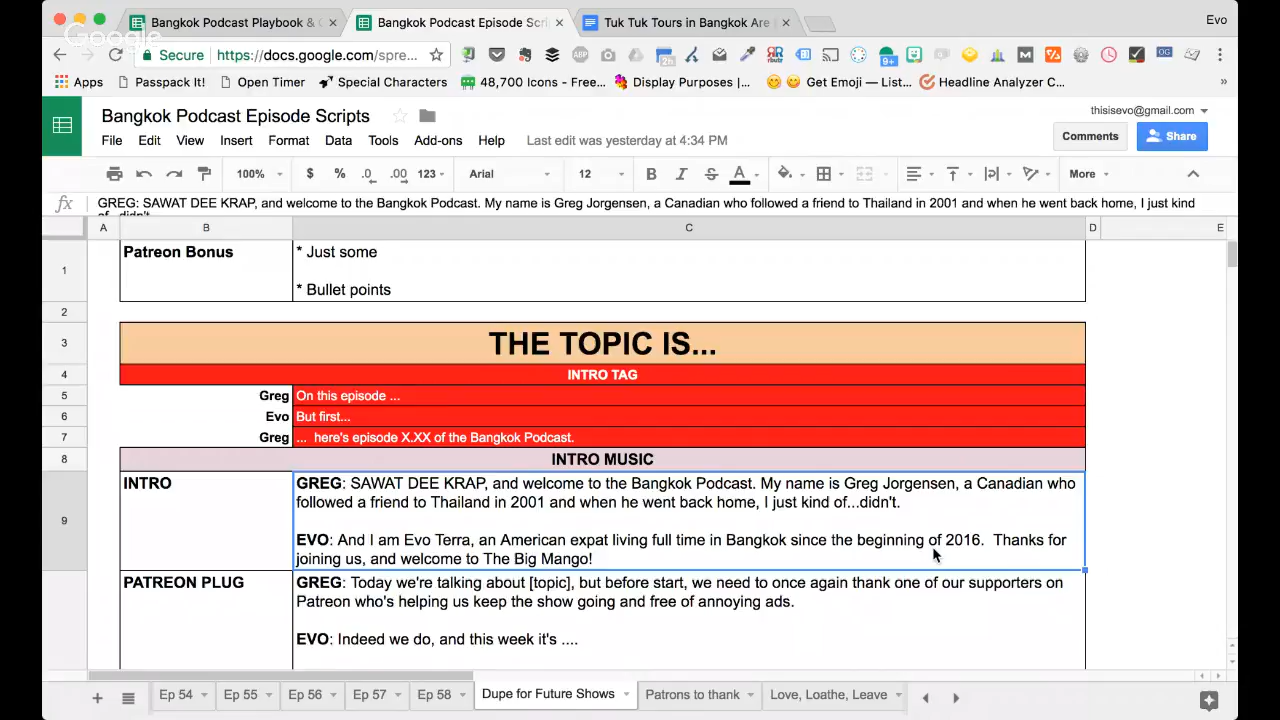 Bangkok Podcast Playbook & C
Bangkok Podcast Episode Scri
Tuk Tuk Tours in Bangkok Are
Evo
Google
Secure
https://docs.google.com/spre...
Apps
Passpack It!
Open Timer
Special Characters
48,700 Icons - Free...
Display Purposes |...
Get Emoji — List...
Headline Analyzer C...
»
Bangkok Podcast Episode Scripts
thisisevo@gmail.com
File Edit View Insert Format Data Tools Add-ons Help
Last edit was yesterday at 4:34 PM
Comments
Share
100% $ % .0 .00 123 Arial 12 B I S A More
fx
GREG: SAWAT DEE KRAP, and welcome to the Bangkok Podcast. My name is Greg Jorgensen, a Canadian who followed a friend to Thailand in 2001 and when he went back home, I just kind
of...didn't.
A B C D E
1
Patreon Bonus
* Just some
* Bullet points
2
3
THE TOPIC IS...
4
INTRO TAG
5
Greg
On this episode ...
6
Evo
But first...
7
Greg
... here's episode X.XX of the Bangkok Podcast.
8
INTRO MUSIC
9
INTRO
GREG: SAWAT DEE KRAP, and welcome to the Bangkok Podcast. My name is Greg Jorgensen, a Canadian who
followed a friend to Thailand in 2001 and when he went back home, I just kind of...didn't.
EVO: And I am Evo Terra, an American expat living full time in Bangkok since the beginning of 2016. Thanks for
joining us, and welcome to The Big Mango!
PATREON PLUG
GREG: Today we're talking about [topic], but before start, we need to once again thank one of our supporters on
Patreon who's helping us keep the show going and free of annoying ads.
EVO: Indeed we do, and this week it's ....
+
Ep 54
Ep 55
Ep 56
Ep 57
Ep 58
Dupe for Future Shows
Patrons to thank
Love, Loathe, Leave